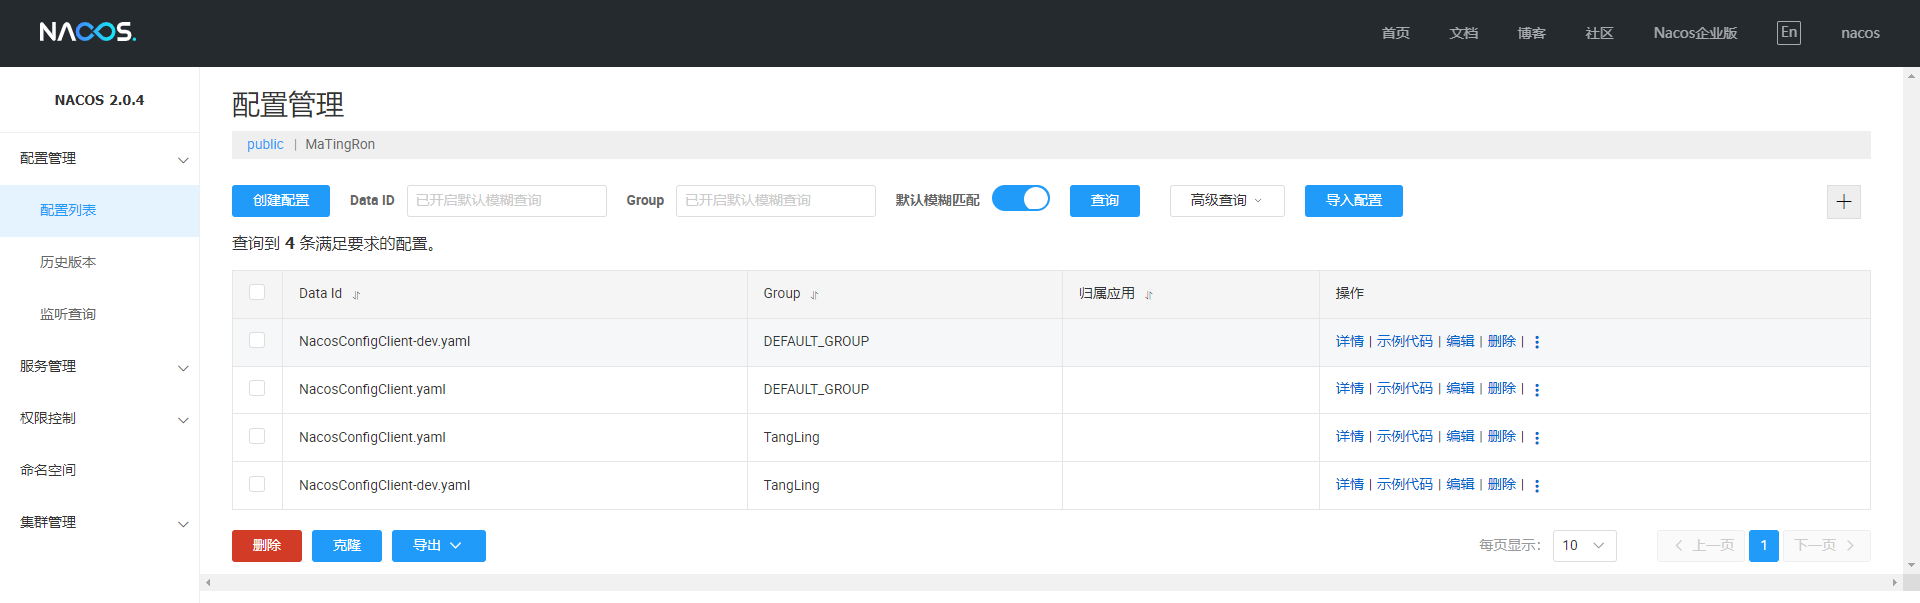 NACOS.
首页 文档 博客 社区 Nacos企业版 En nacos
NACOS 2.0.4
配置管理
配置列表
历史版本
监听查询
服务管理
权限控制
命名空间
集群管理
配置管理
public | MaTingRon
创建配置 Data ID 已开启默认模糊查询 Group 已开启默认模糊查询 默认模糊匹配 查询 高级查询 导入配置
查询到 4 条满足要求的配置。
Data Id Group 归属应用 操作
NacosConfigClient-dev.yaml DEFAULT_GROUP 详情 | 示例代码 | 编辑 | 删除 |
NacosConfigClient.yaml DEFAULT_GROUP 详情 | 示例代码 | 编辑 | 删除 |
NacosConfigClient.yaml TangLing 详情 | 示例代码 | 编辑 | 删除 |
NacosConfigClient-dev.yaml TangLing 详情 | 示例代码 | 编辑 | 删除 |
删除 克隆 导出 每页显示: 10 上一页 1 下一页